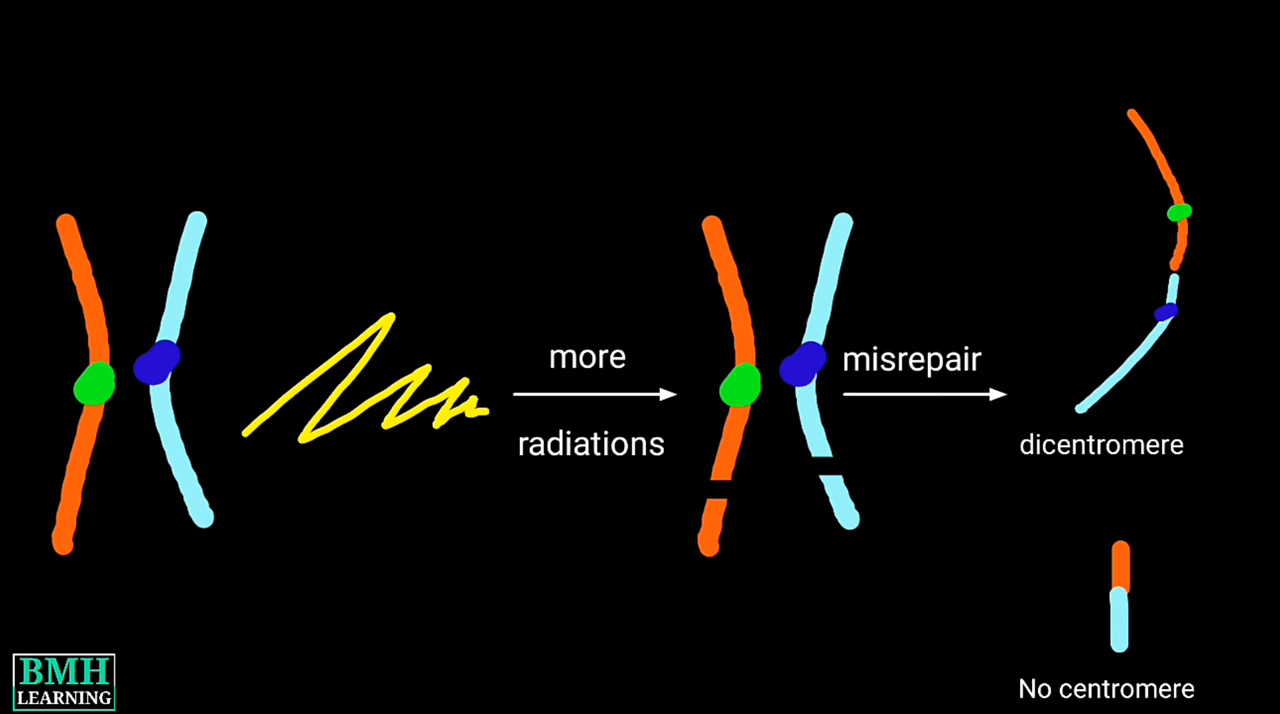 more
radiations
misrepair
dicentromere
No centromere
BMH
LEARNING